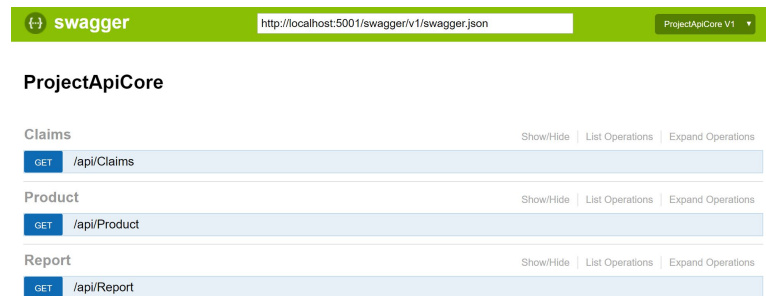 {···} swagger http://localhost:5001/swagger/v1/swagger.json ProjectApiCore V1 ▼
ProjectApiCore
Claims Show/Hide List Operations Expand Operations
GET /api/Claims
Product Show/Hide List Operations Expand Operations
GET /api/Product
Report Show/Hide List Operations Expand Operations
GET /api/Report